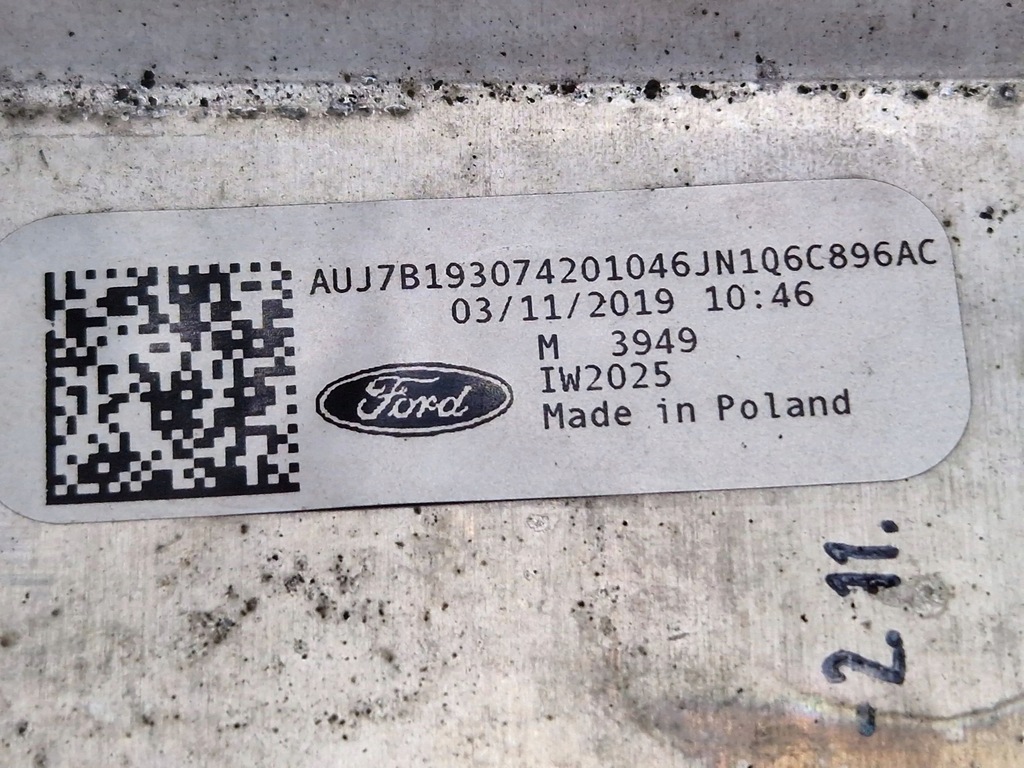 AUJ7B193074201046JN1Q6C896AC
03/11/2019 10:46
M 3949
IW2025
Ford
Made in Poland
-2.11.